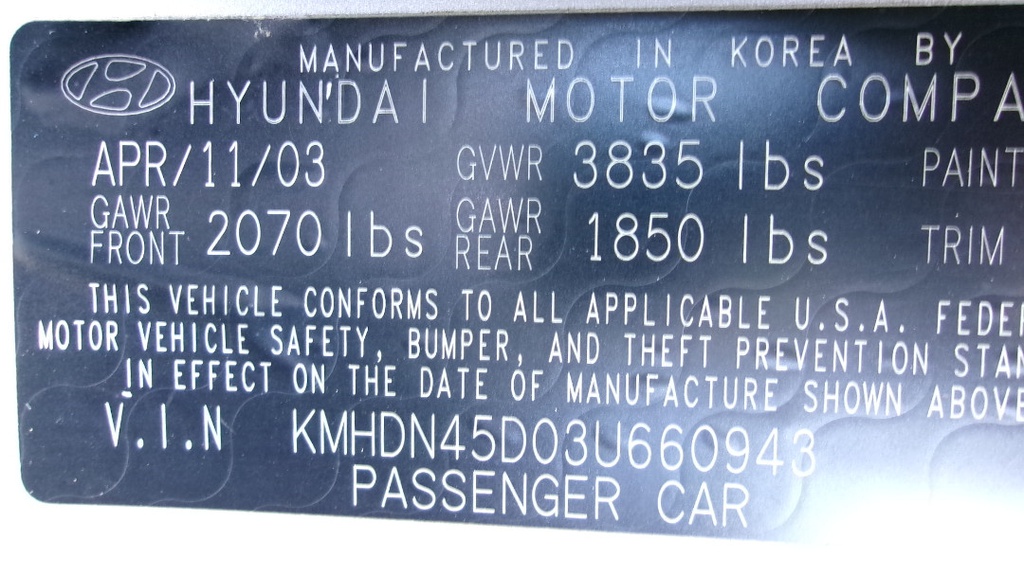 MANUFACTURED IN KOREA BY
HYUNDAI MOTOR COMPA
APR/11/03 GVWR 3835 lbs PAINT
GAWR FRONT 2070 lbs GAWR REAR 1850 lbs TRIM
THIS VEHICLE CONFORMS TO ALL APPLICABLE U.S.A. FEDE
MOTOR VEHICLE SAFETY, BUMPER, AND THEFT PREVENTION STAN
IN EFFECT ON THE DATE OF MANUFACTURE SHOWN ABOVE
V.I.N KMHDN45D03U660943
PASSENGER CAR